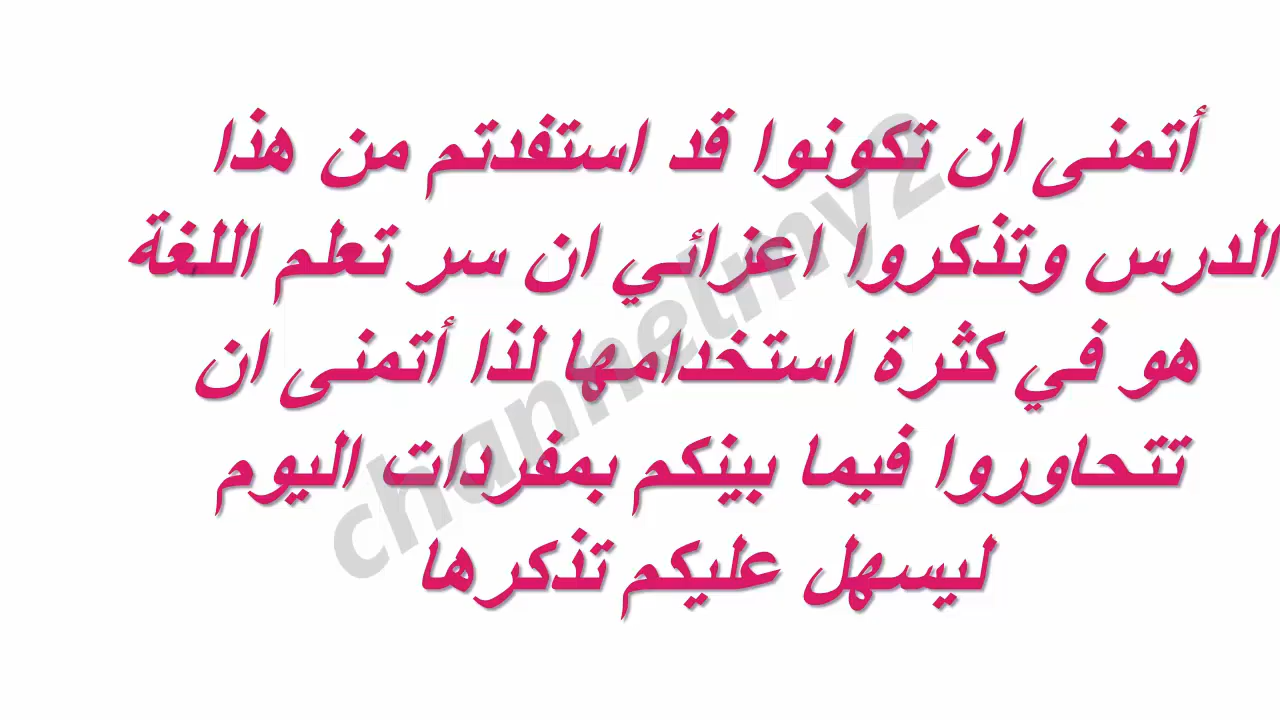 أتمنى ان تكونوا قد استفدتم من هذا
الدرس وتذكروا اعزائي ان سر تعلم اللغة
هو في كثرة استخدامها لذا أتمنى ان
تتحاوروا فيما بينكم بمفردات اليوم
ليسهل عليكم تذكرها
channelmy2